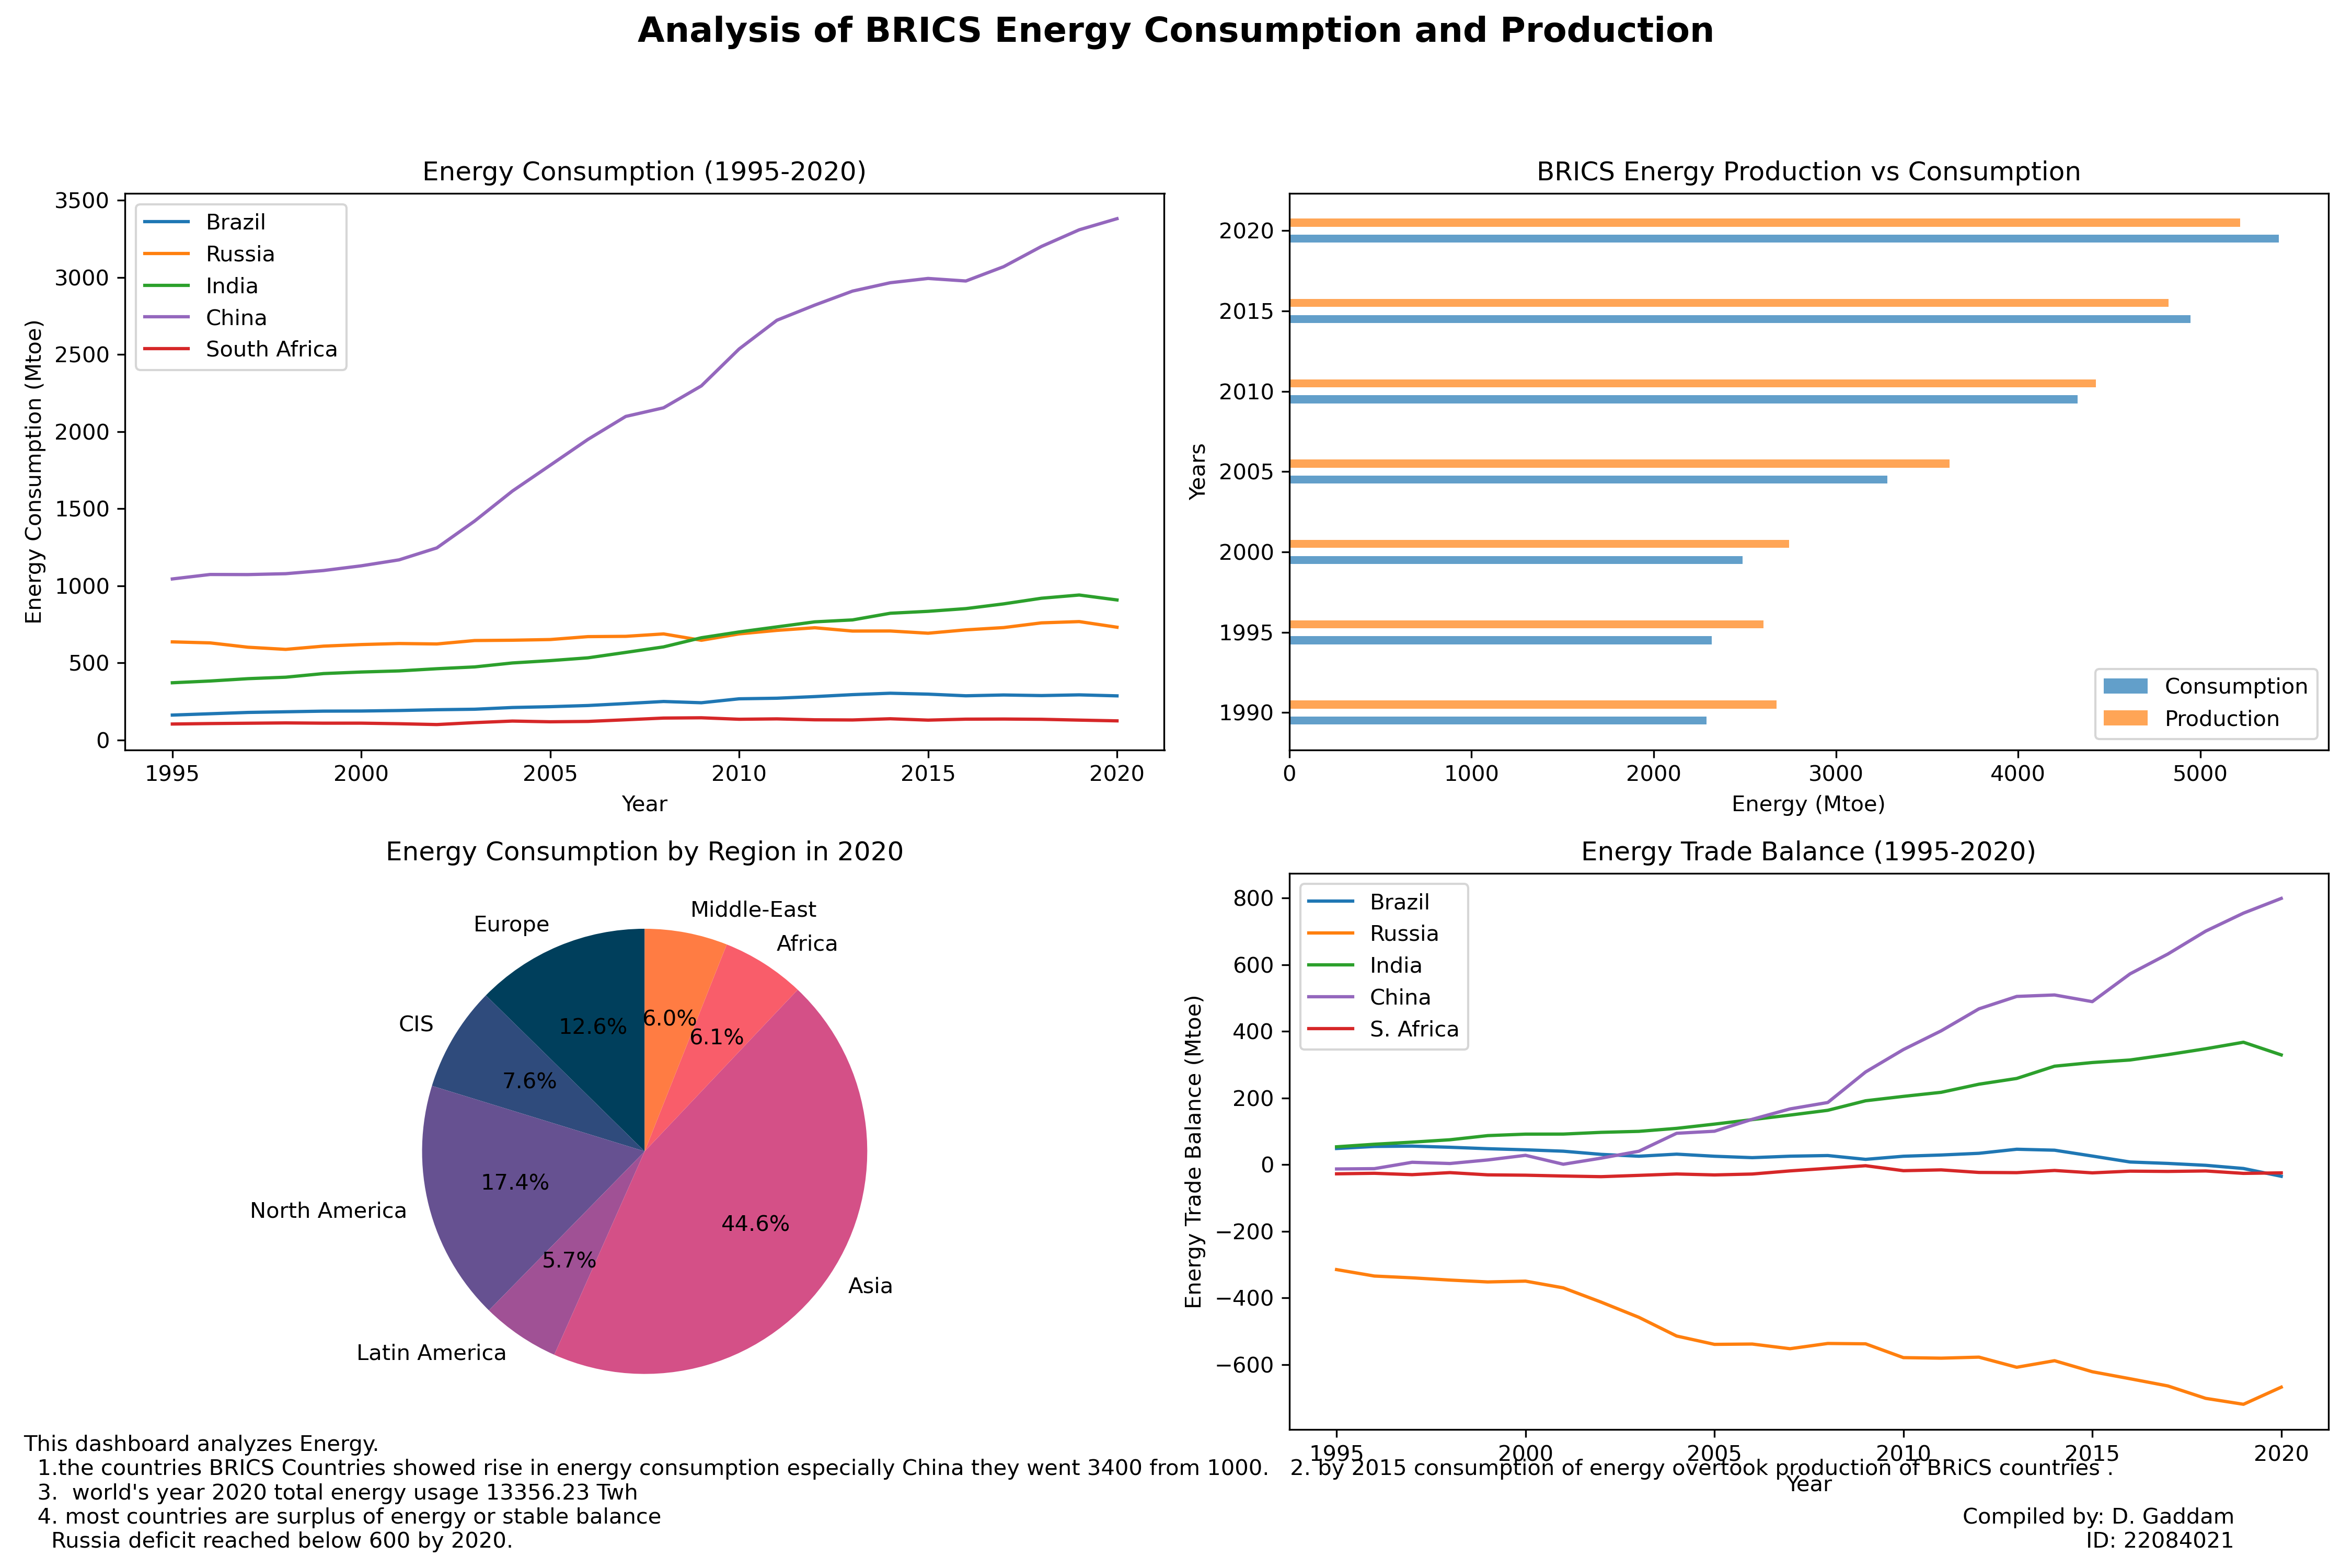 Analysis of BRICS Energy Consumption and Production
Energy Consumption (1995-2020)
Energy Consumption (Mtoe)
3500
3000
2500
2000
1500
1000
500
0
Brazil
Russia
India
China
South Africa
1995
2000
2005
2010
2015
2020
Year
BRICS Energy Production vs Consumption
Years
2020
2015
2010
2005
2000
1995
1990
Consumption
Production
0
1000
2000
3000
4000
5000
Energy (Mtoe)
Energy Consumption by Region in 2020
Middle-East
Europe
Africa
CIS
North America
Latin America
Asia
12.6%
6.0%
6.1%
7.6%
17.4%
5.7%
44.6%
Energy Trade Balance (1995-2020)
Energy Trade Balance (Mtoe)
800
600
400
200
0
−200
−400
−600
Brazil
Russia
India
China
S. Africa
1995
2000
2005
2010
2015
2020
Year
This dashboard analyzes Energy.
1.the countries BRICS Countries showed rise in energy consumption especially China they went 3400 from 1000.   2. by 2015 consumption of energy overtook production of BRiCS countries .
3.  world's year 2020 total energy usage 13356.23 Twh
4. most countries are surplus of energy or stable balance
Russia deficit reached below 600 by 2020.
Compiled by: D. Gaddam
ID: 22084021